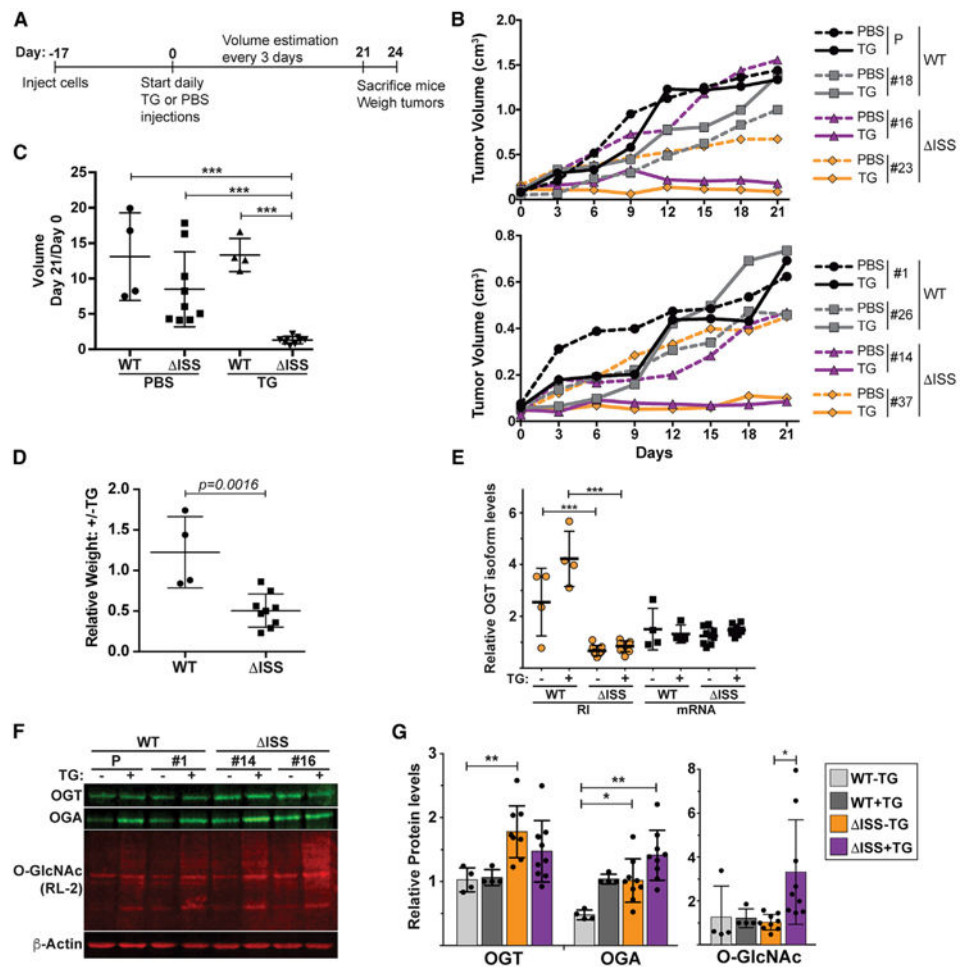 A
Day: -17 0 Volume estimation every 3 days 21 24
Inject cells
Start daily
TG or PBS
injections
Sacrifice mice
Weigh tumors
B
Tumor Volume (cm³)
2.0
1.5
1.0
0.5
0
0 3 6 9 12 15 18 21
PBS
TG
P
PBS
TG
#18
WT
PBS
TG
#16
PBS
TG
#23
ΔISS
Tumor Volume (cm³)
0.8
0.6
0.4
0.2
0
0 3 6 9 12 15 18 21
Days
PBS
TG
#1
PBS
TG
#26
WT
PBS
TG
#14
PBS
TG
#37
ΔISS
C
Volume
Day 21/Day 0
25
20
15
10
5
0
***
***
***
WT ΔISS WT ΔISS
PBS TG
D
Relative Weight: +/-TG
2.0
1.5
1.0
0.5
0.0
p=0.0016
WT ΔISS
E
Relative OGT isoform levels
6
4
2
***
***
TG: - + - + - + - +
WT ΔISS WT ΔISS
RI mRNA
F
WT ΔISS
P #1 #14 #16
TG: - + - + - + - +
OGT
OGA
O-GlcNAc
(RL-2)
β-Actin
G
Relative Protein levels
3
2
1
**
**
*
OGT OGA
8
6
4
2
*
O-GlcNAc
WT-TG
WT+TG
ΔISS-TG
ΔISS+TG